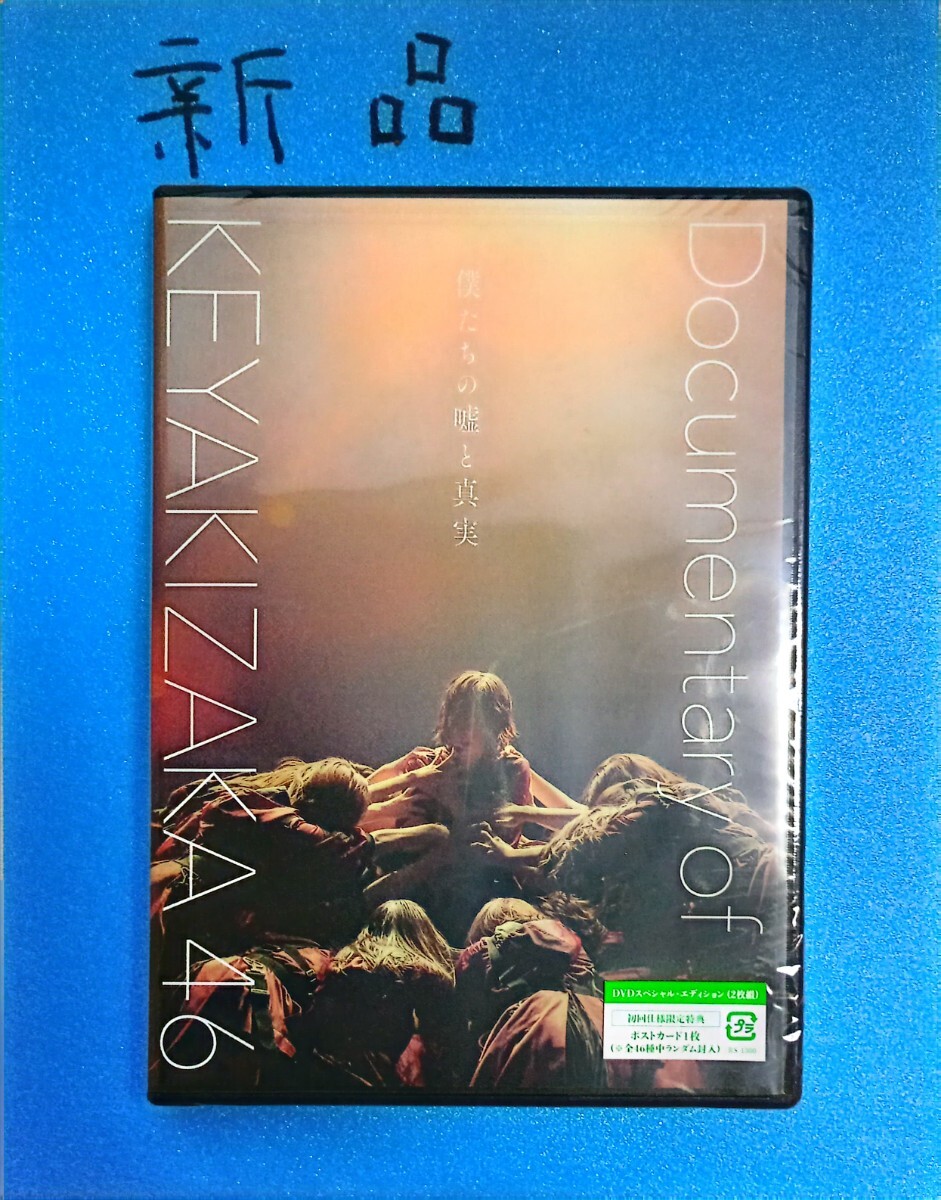 新品
Documentary of
僕たちの嘘と真実
KEYAKIZAKA46
DVDスペシャル・エディション(2枚組)
初回仕様限定特典
ポストカード1枚
(※全46種中ランダム封入)
プラ